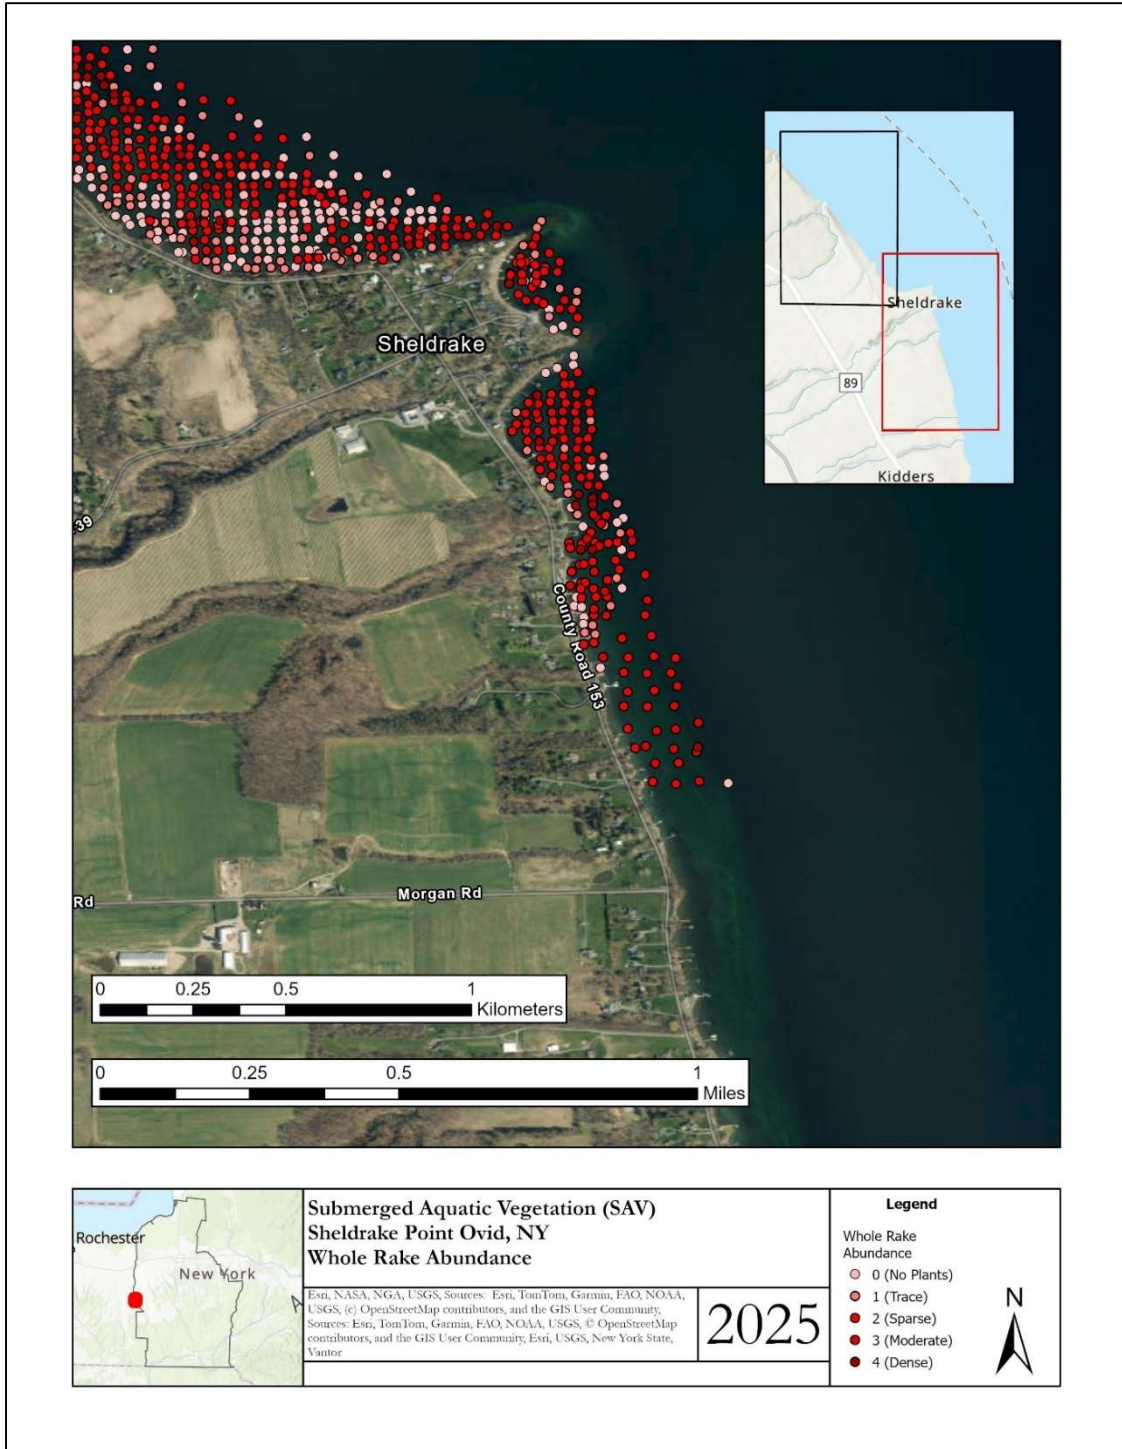 Sheldrake
89
Kidders
Sheldrake
139
County Road 153
Morgan Rd
Rd
0 0.25 0.5 1
Kilometers
0 0.25 0.5 1
Miles
Rochester
New York
Submerged Aquatic Vegetation (SAV)
Sheldrake Point Ovid, NY
Whole Rake Abundance
Esri, NASA, NGA, USGS, Sources: Esri, TomTom, Garmin, FAO, NOAA,
USGS, (c) OpenStreetMap contributors, and the GIS User Community,
Sources: Esri, TomTom, Garmin, FAO, NOAA, USGS, © OpenStreetMap
contributors, and the GIS User Community, Esri, USGS, New York State,
Vantor
2025
Legend
Whole Rake
Abundance
0 (No Plants)
1 (Trace)
2 (Sparse)
3 (Moderate)
4 (Dense)
N